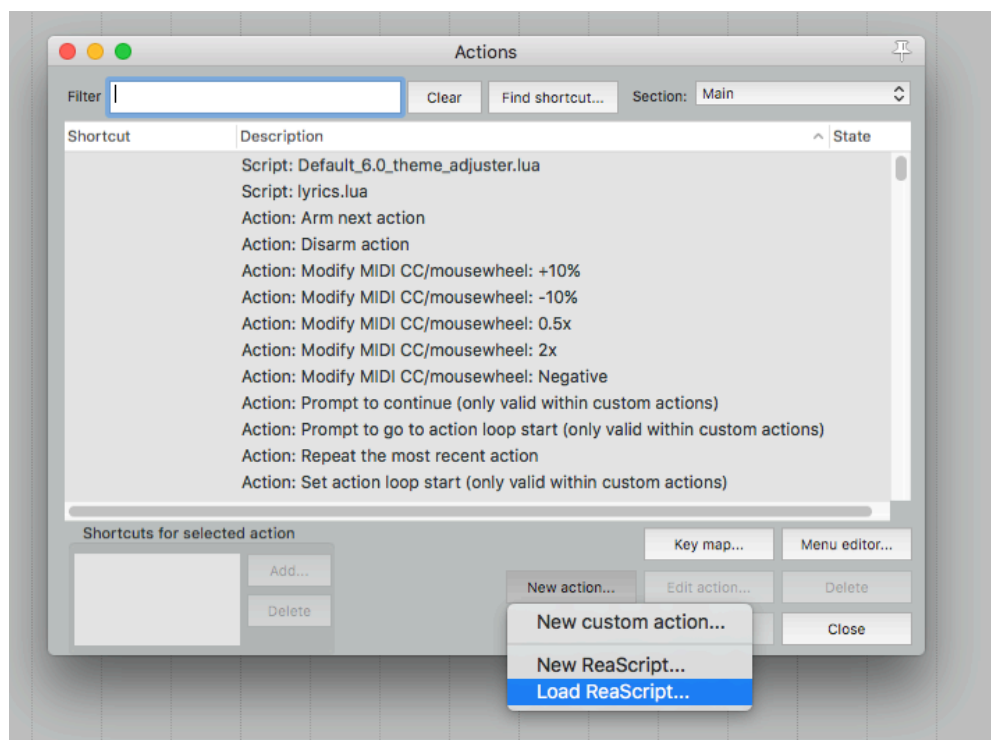 Actions
Filter Clear Find shortcut... Section: Main
Shortcut Description State
Script: Default_6.0_theme_adjuster.lua
Script: lyrics.lua
Action: Arm next action
Action: Disarm action
Action: Modify MIDI CC/mousewheel: +10%
Action: Modify MIDI CC/mousewheel: -10%
Action: Modify MIDI CC/mousewheel: 0.5x
Action: Modify MIDI CC/mousewheel: 2x
Action: Modify MIDI CC/mousewheel: Negative
Action: Prompt to continue (only valid within custom actions)
Action: Prompt to go to action loop start (only valid within custom actions)
Action: Repeat the most recent action
Action: Set action loop start (only valid within custom actions)
Shortcuts for selected action
Key map... Menu editor...
Add... New action... Edit action... Delete
Delete Close
New custom action...
New ReaScript...
Load ReaScript...